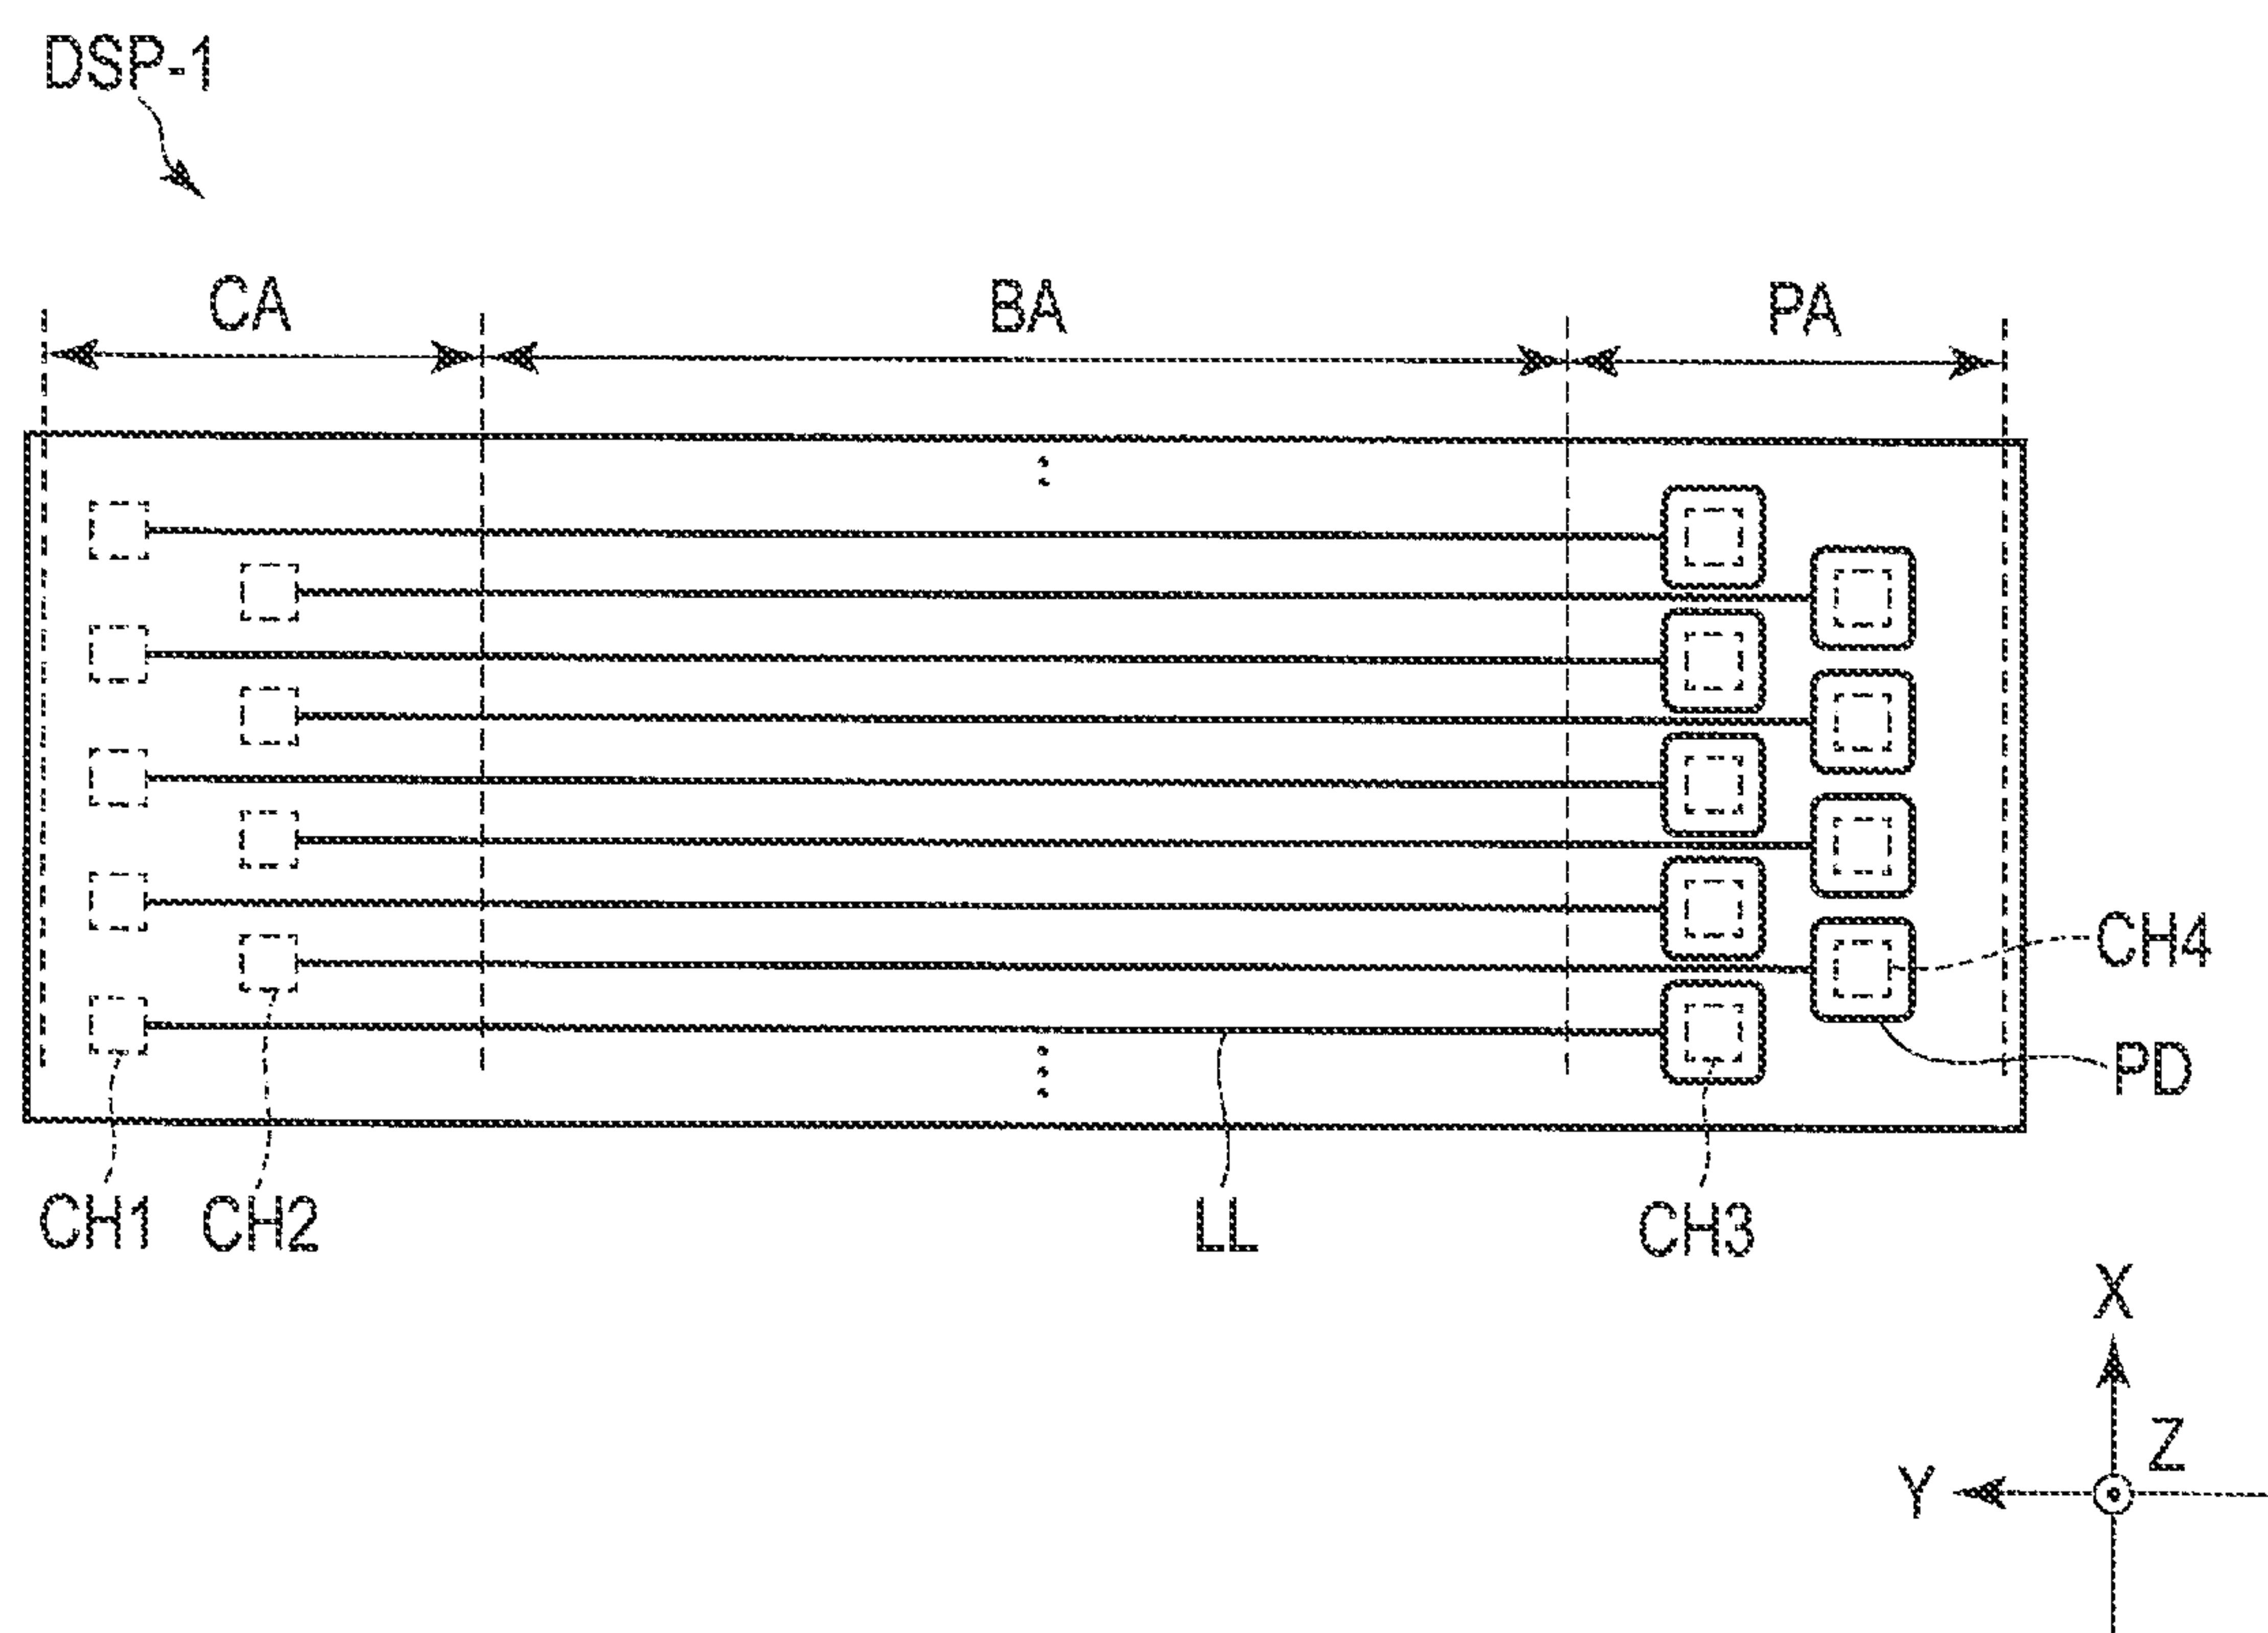 DSP-1
CA BA PA
CH4
PD
CH1 CH2 LL CH3
X
Z
Y